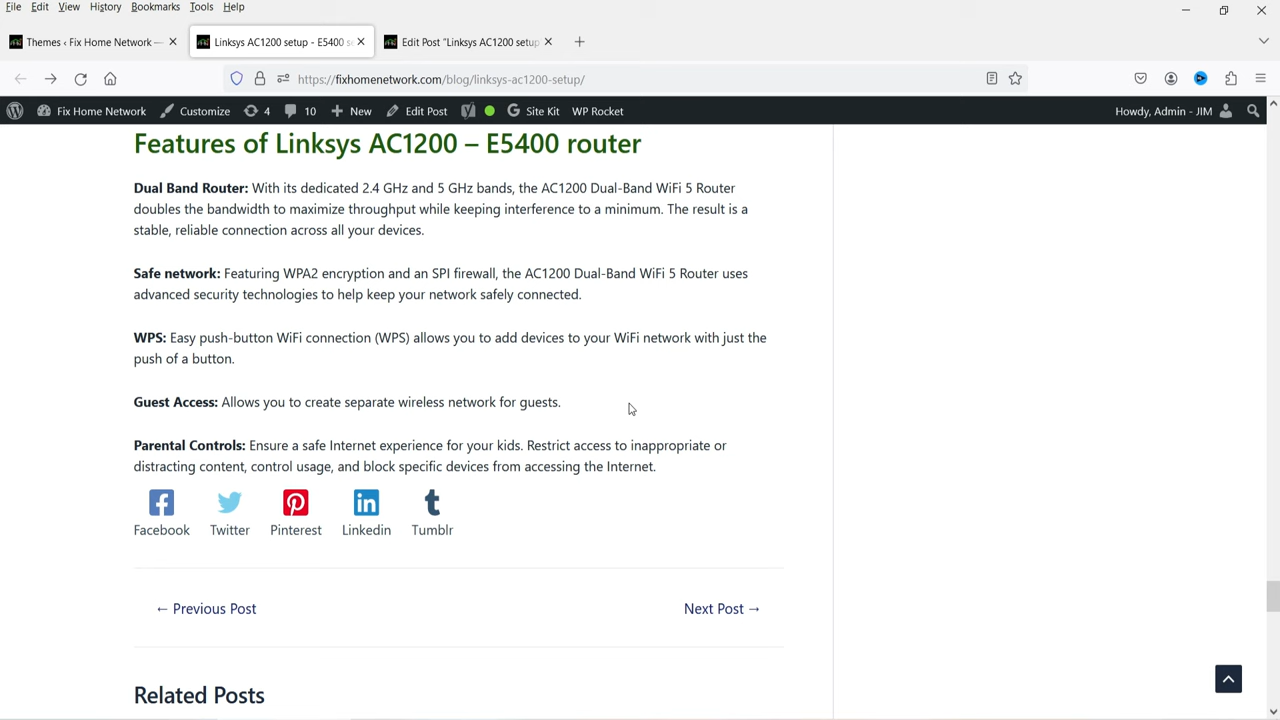 File Edit View History Bookmarks Tools Help
Themes ‹ Fix Home Network —
Linksys AC1200 setup - E5400 se
Edit Post "Linksys AC1200 setup
https://fixhomenetwork.com/blog/linksys-ac1200-setup/
Fix Home Network Customize 4 10 New Edit Post Site Kit WP Rocket Howdy, Admin - JIM
Features of Linksys AC1200 – E5400 router
Dual Band Router: With its dedicated 2.4 GHz and 5 GHz bands, the AC1200 Dual-Band WiFi 5 Router
doubles the bandwidth to maximize throughput while keeping interference to a minimum. The result is a
stable, reliable connection across all your devices.
Safe network: Featuring WPA2 encryption and an SPI firewall, the AC1200 Dual-Band WiFi 5 Router uses
advanced security technologies to help keep your network safely connected.
WPS: Easy push-button WiFi connection (WPS) allows you to add devices to your WiFi network with just the
push of a button.
Guest Access: Allows you to create separate wireless network for guests.
Parental Controls: Ensure a safe Internet experience for your kids. Restrict access to inappropriate or
distracting content, control usage, and block specific devices from accessing the Internet.
Facebook Twitter Pinterest Linkedin Tumblr
← Previous Post Next Post →
Related Posts